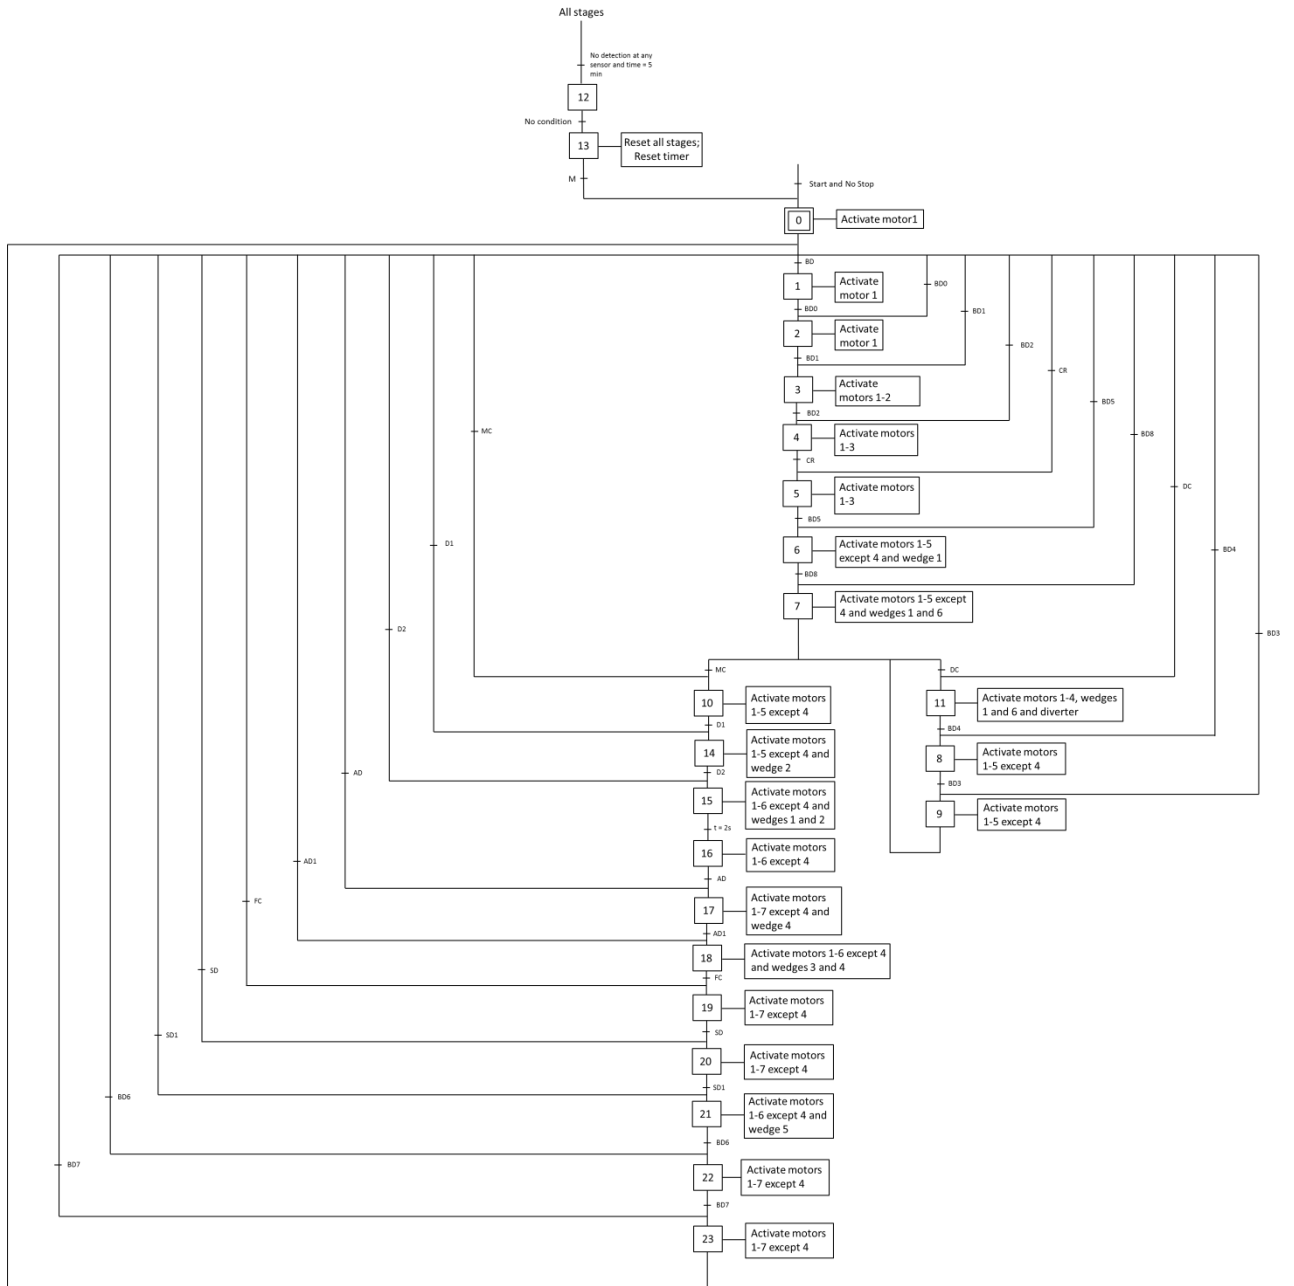 All stages
No detection at any
sensor and time = 5
min
12
No condition
13
Reset all stages;
Reset timer
M
Start and No Stop
0
Activate motor1
BD
1
Activate
motor 1
BD0
BD0
2
Activate
motor 1
BD1
BD1
3
Activate
motors 1-2
BD2
BD2
4
Activate motors
1-3
CR
CR
5
Activate motors
1-3
BD5
BD5
6
Activate motors 1-5
except 4 and wedge 1
BD8
BD8
7
Activate motors 1-5 except
4 and wedges 1 and 6
MC
MC
DC
DC
10
Activate motors
1-5 except 4
11
Activate motors 1-4, wedges
1 and 6 and diverter
D1
D1
BD4
BD4
14
Activate motors
1-5 except 4 and
wedge 2
8
Activate motors
1-5 except 4
D2
D2
BD3
BD3
15
Activate motors
1-6 except 4 and
wedges 1 and 2
9
Activate motors
1-5 except 4
t = 2s
16
Activate motors
1-6 except 4
AD
AD
17
Activate motors
1-7 except 4 and
wedge 4
AD1
AD1
18
Activate motors 1-6 except 4
and wedges 3 and 4
FC
FC
19
Activate motors
1-7 except 4
SD
SD
20
Activate motors
1-7 except 4
SD1
SD1
21
Activate motors
1-6 except 4 and
wedge 5
BD6
BD6
22
Activate motors
1-7 except 4
BD7
BD7
23
Activate motors
1-7 except 4